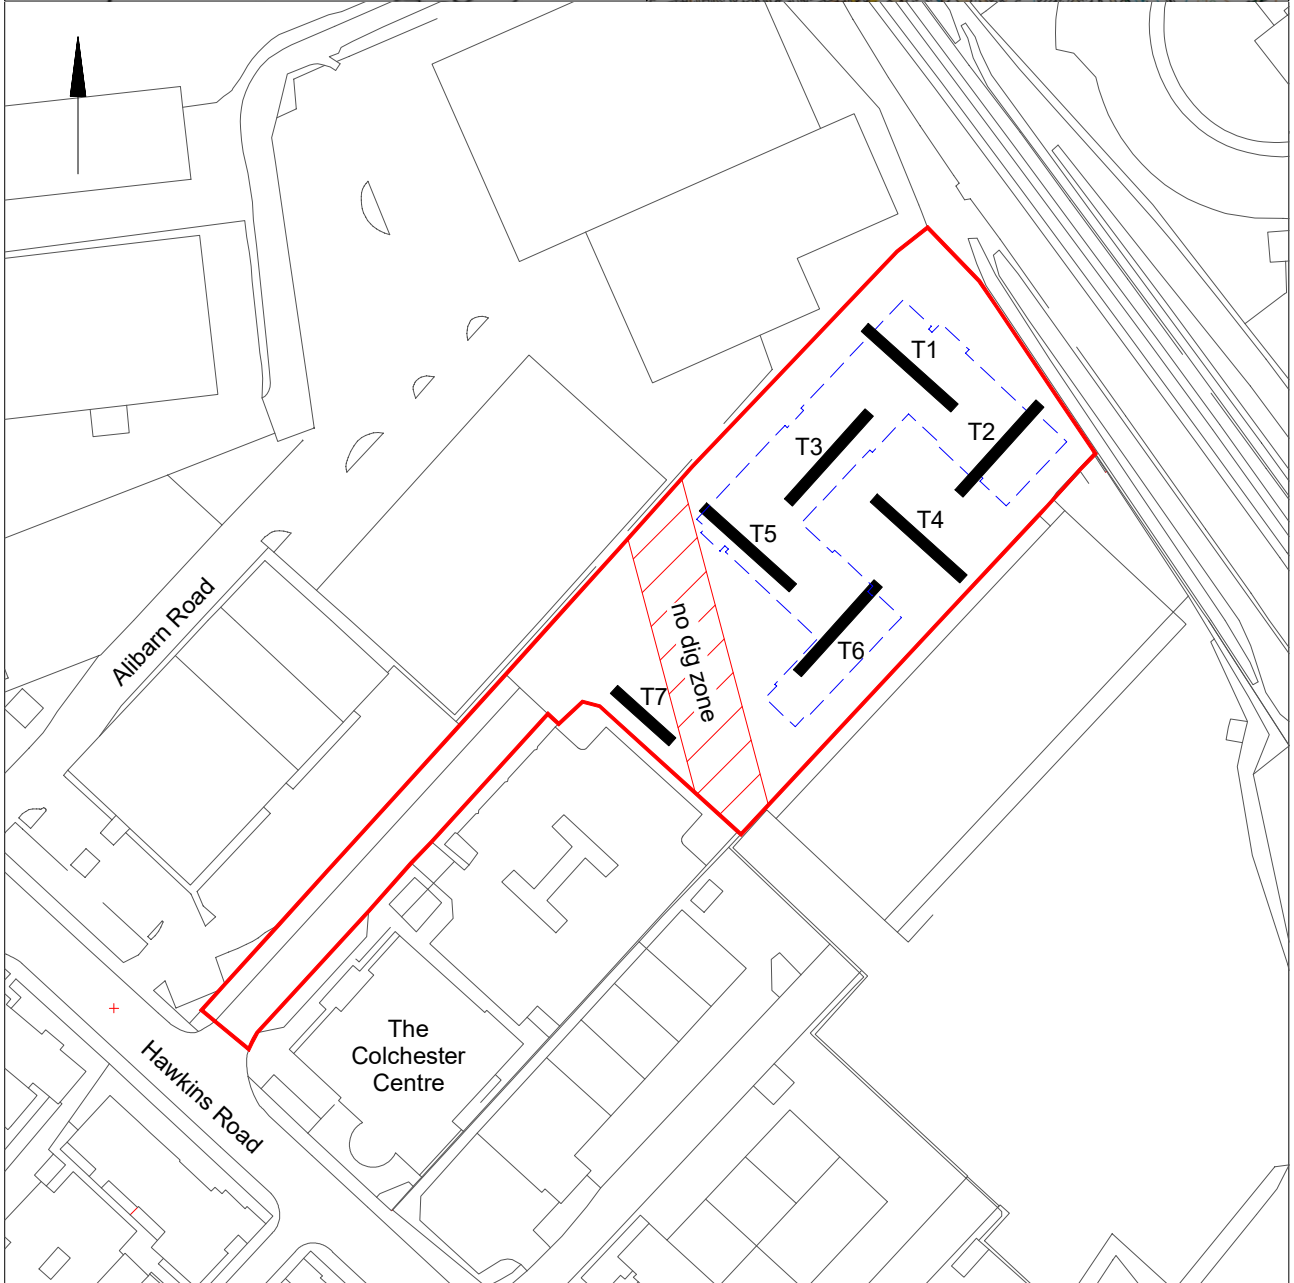 T1
T2
T3
T4
T5
T6
T7
no dig zone
Alibarn Road
The
Colchester
Centre
Hawkins Road